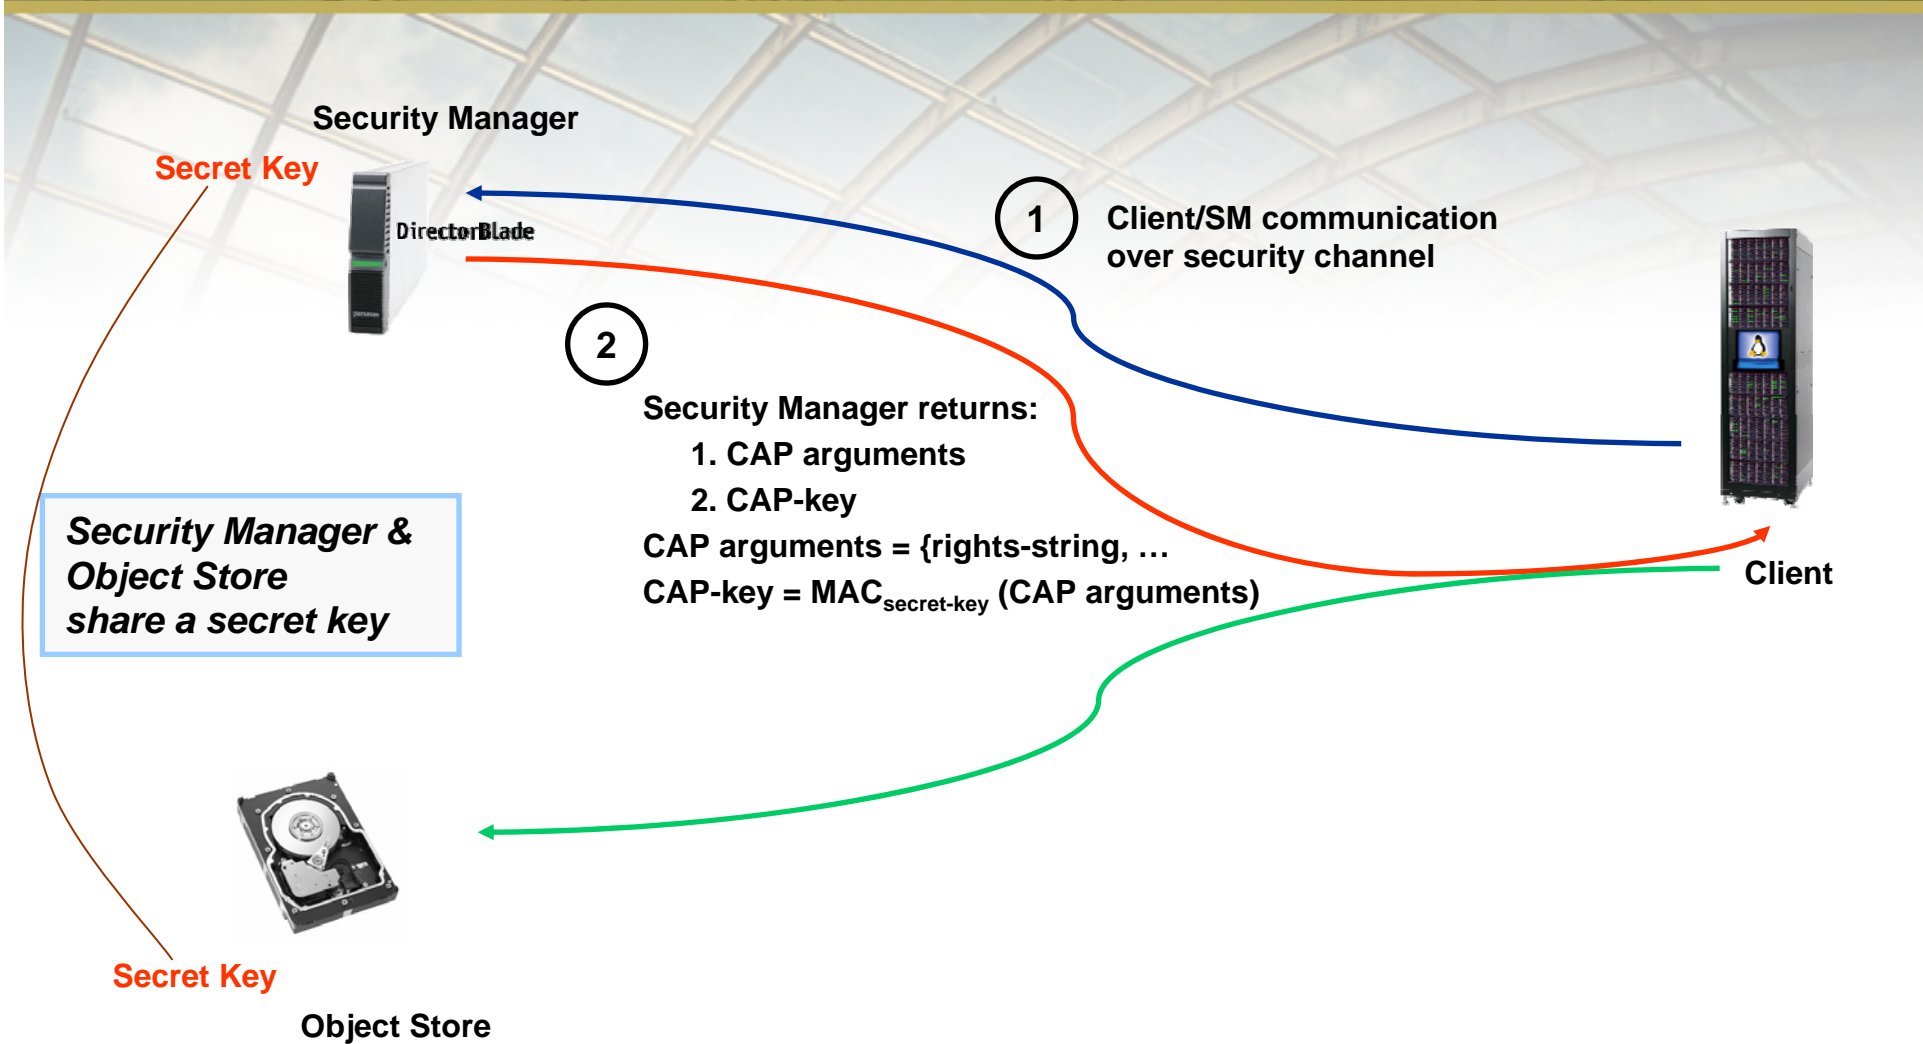 Security Manager
Secret Key
DirectorBlade
panasas
1
Client/SM communication
over security channel
2
Security Manager returns:
1. CAP arguments
2. CAP-key
CAP arguments = {rights-string, …
CAP-key = MACsecret-key (CAP arguments)
Security Manager &
Object Store
share a secret key
Client
Secret Key
Object Store